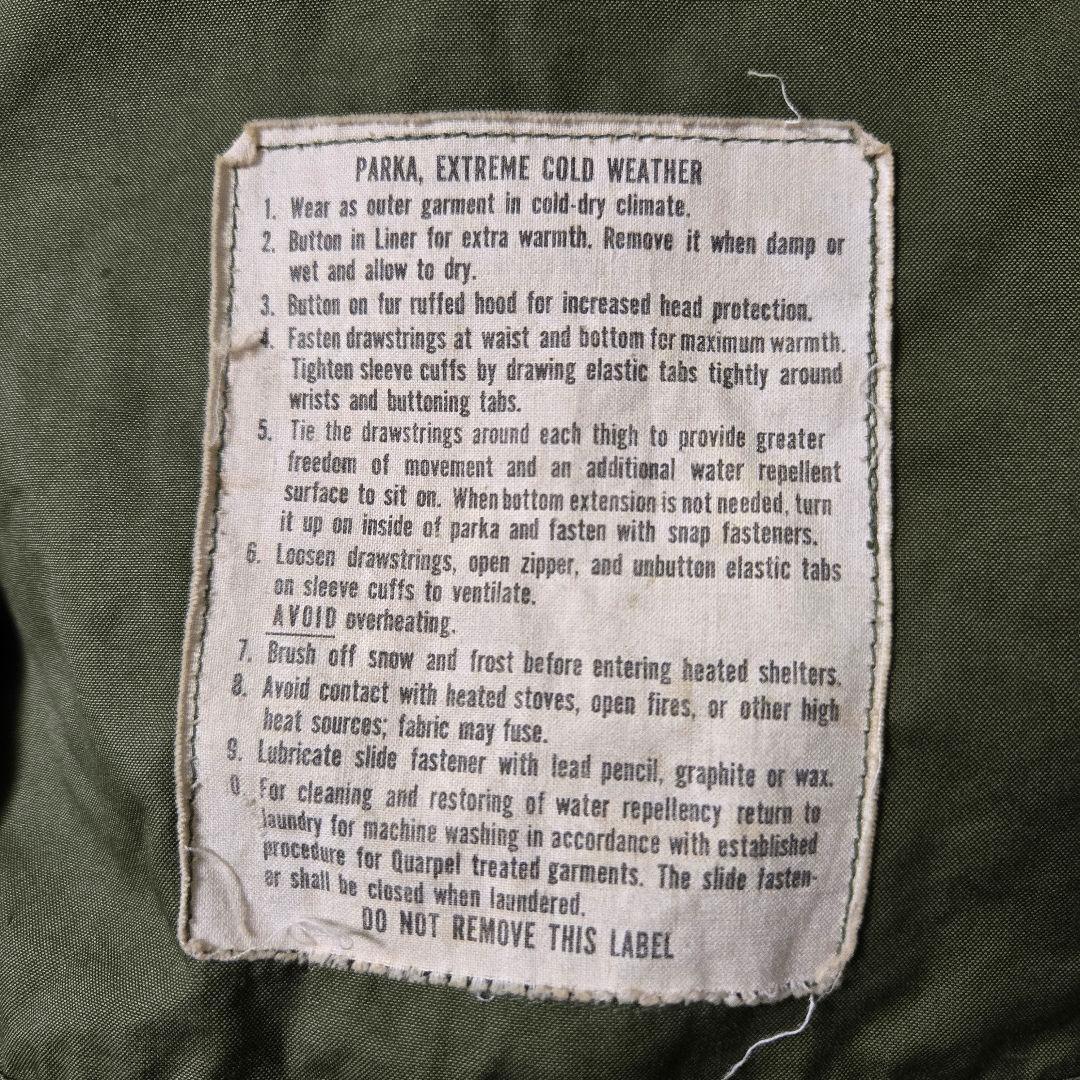 PARKA, EXTREME COLD WEATHER
1. Wear as outer garment in cold-dry climate.
2. Button in Liner for extra warmth. Remove it when damp or
wet and allow to dry.
3. Button on fur ruffed hood for increased head protection.
4. Fasten drawstrings at waist and bottom for maximum warmth.
Tighten sleeve cuffs by drawing elastic tabs tightly around
wrists and buttoning tabs.
5. Tie the drawstrings around each thigh to provide greater
freedom of movement and an additional water repellent
surface to sit on. When bottom extension is not needed, turn
it up on inside of parka and fasten with snap fasteners.
6. Loosen drawstrings, open zipper, and unbutton elastic tabs
on sleeve cuffs to ventilate.
AVOID overheating.
7. Brush off snow and frost before entering heated shelters.
8. Avoid contact with heated stoves, open fires, or other high
heat sources; fabric may fuse.
9. Lubricate slide fastener with lead pencil, graphite or wax.
0. For cleaning and restoring of water repellency return to
laundry for machine washing in accordance with established
procedure for Quarpel treated garments. The slide fasten-
er shall be closed when laundered.
DO NOT REMOVE THIS LABEL